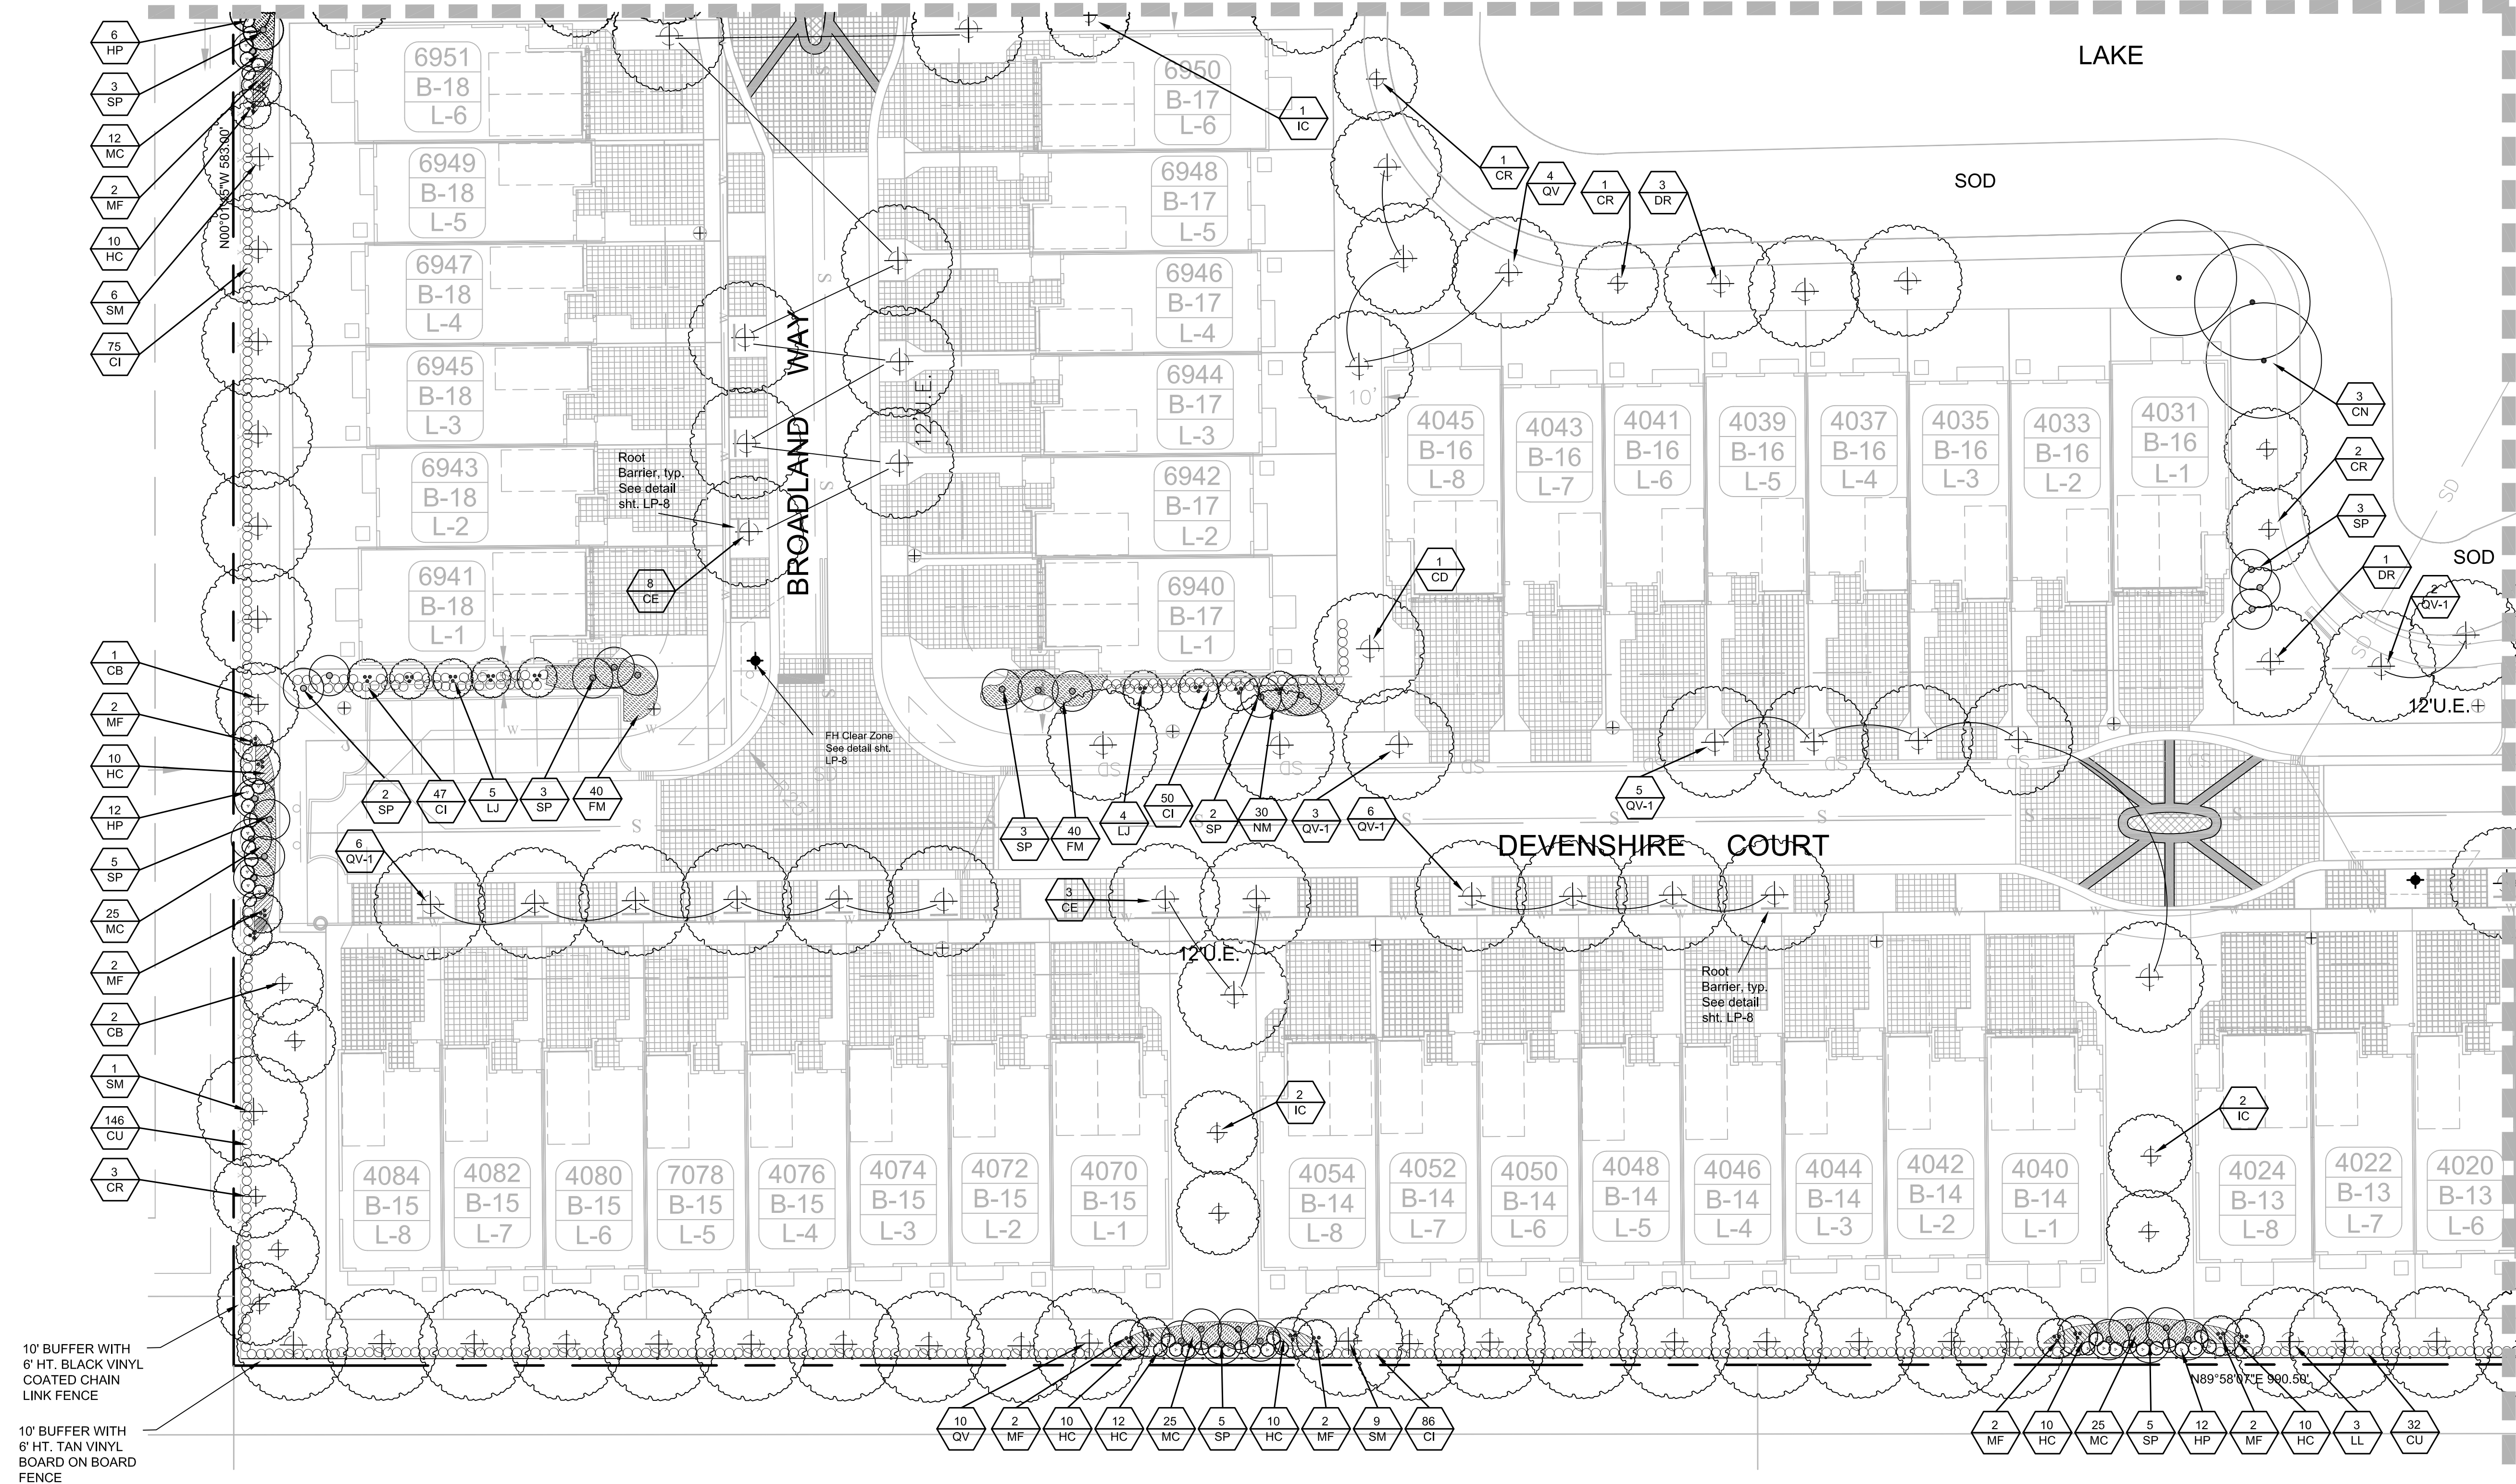 6
HP
3
SP
12
MC
2
MF
10
HC
6
SM
75
CI
1
CB
2
MF
10
HC
12
HP
5
SP
25
MC
2
MF
2
CB
1
SM
146
CU
3
CR
10' BUFFER WITH
6' HT. BLACK VINYL
COATED CHAIN
LINK FENCE
10' BUFFER WITH
6' HT. TAN VINYL
BOARD ON BOARD
FENCE
6951
B-18
L-6
6949
B-18
L-5
6947
B-18
L-4
6945
B-18
L-3
6943
B-18
L-2
6941
B-18
L-1
Root
Barrier, typ.
See detail
sht. LP-8
8
CE
BROADLAND WAY
12'U.E.
FH Clear Zone
See detail sht.
LP-8
6950
B-17
L-6
6948
B-17
L-5
6946
B-17
L-4
6944
B-17
L-3
6942
B-17
L-2
6940
B-17
L-1
1
IC
1
CR
4
QV
1
CR
3
DR
LAKE
SOD
10'
4045
B-16
L-8
4043
B-16
L-7
4041
B-16
L-6
4039
B-16
L-5
4037
B-16
L-4
4035
B-16
L-3
4033
B-16
L-2
4031
B-16
L-1
3
CN
2
CR
3
SP
1
DR
2
QV-1
SD
SD
SOD
12'U.E.
1
CD
2
SP
47
CI
5
LJ
3
SP
40
FM
3
SP
40
FM
4
LJ
50
CI
2
SP
30
NM
3
QV-1
6
QV-1
5
QV-1
6
QV-1
3
CE
DEVENSHIRE COURT
12'U.E.
Root
Barrier, typ.
See detail
sht. LP-8
2
IC
2
IC
4084
B-15
L-8
4082
B-15
L-7
4080
B-15
L-6
7078
B-15
L-5
4076
B-15
L-4
4074
B-15
L-3
4072
B-15
L-2
4070
B-15
L-1
4054
B-14
L-8
4052
B-14
L-7
4050
B-14
L-6
4048
B-14
L-5
4046
B-14
L-4
4044
B-14
L-3
4042
B-14
L-2
4040
B-14
L-1
4024
B-13
L-8
4022
B-13
L-7
4020
B-13
L-6
N89°58'07"E 990.50'
10
QV
2
MF
10
HC
12
HC
25
MC
5
SP
10
HC
2
MF
9
SM
86
CI
2
MF
10
HC
25
MC
5
SP
12
HP
2
MF
10
HC
3
LL
32
CU